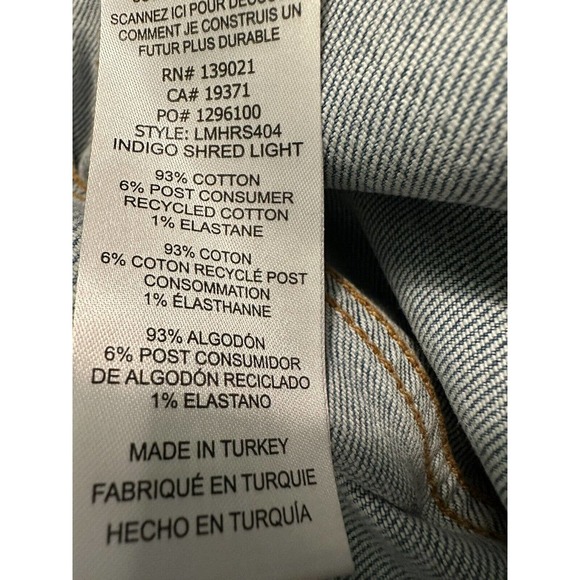 SCANNEZ ICI POUR DÉCOU
COMMENT JE CONSTRUIS UN
FUTUR PLUS DURABLE
RN# 139021
CA# 19371
PO# 1296100
STYLE: LMHRS404
INDIGO SHRED LIGHT
93% COTTON
6% POST CONSUMER
RECYCLED COTTON
1% ELASTANE
93% COTON
6% COTON RECYCLÉ POST
CONSOMMATION
1% ÉLASTHANNE
93% ALGODÓN
6% POST CONSUMIDOR
DE ALGODÓN RECICLADO
1% ELASTANO
MADE IN TURKEY
FABRIQUÉ EN TURQUIE
HECHO EN TURQUÍA